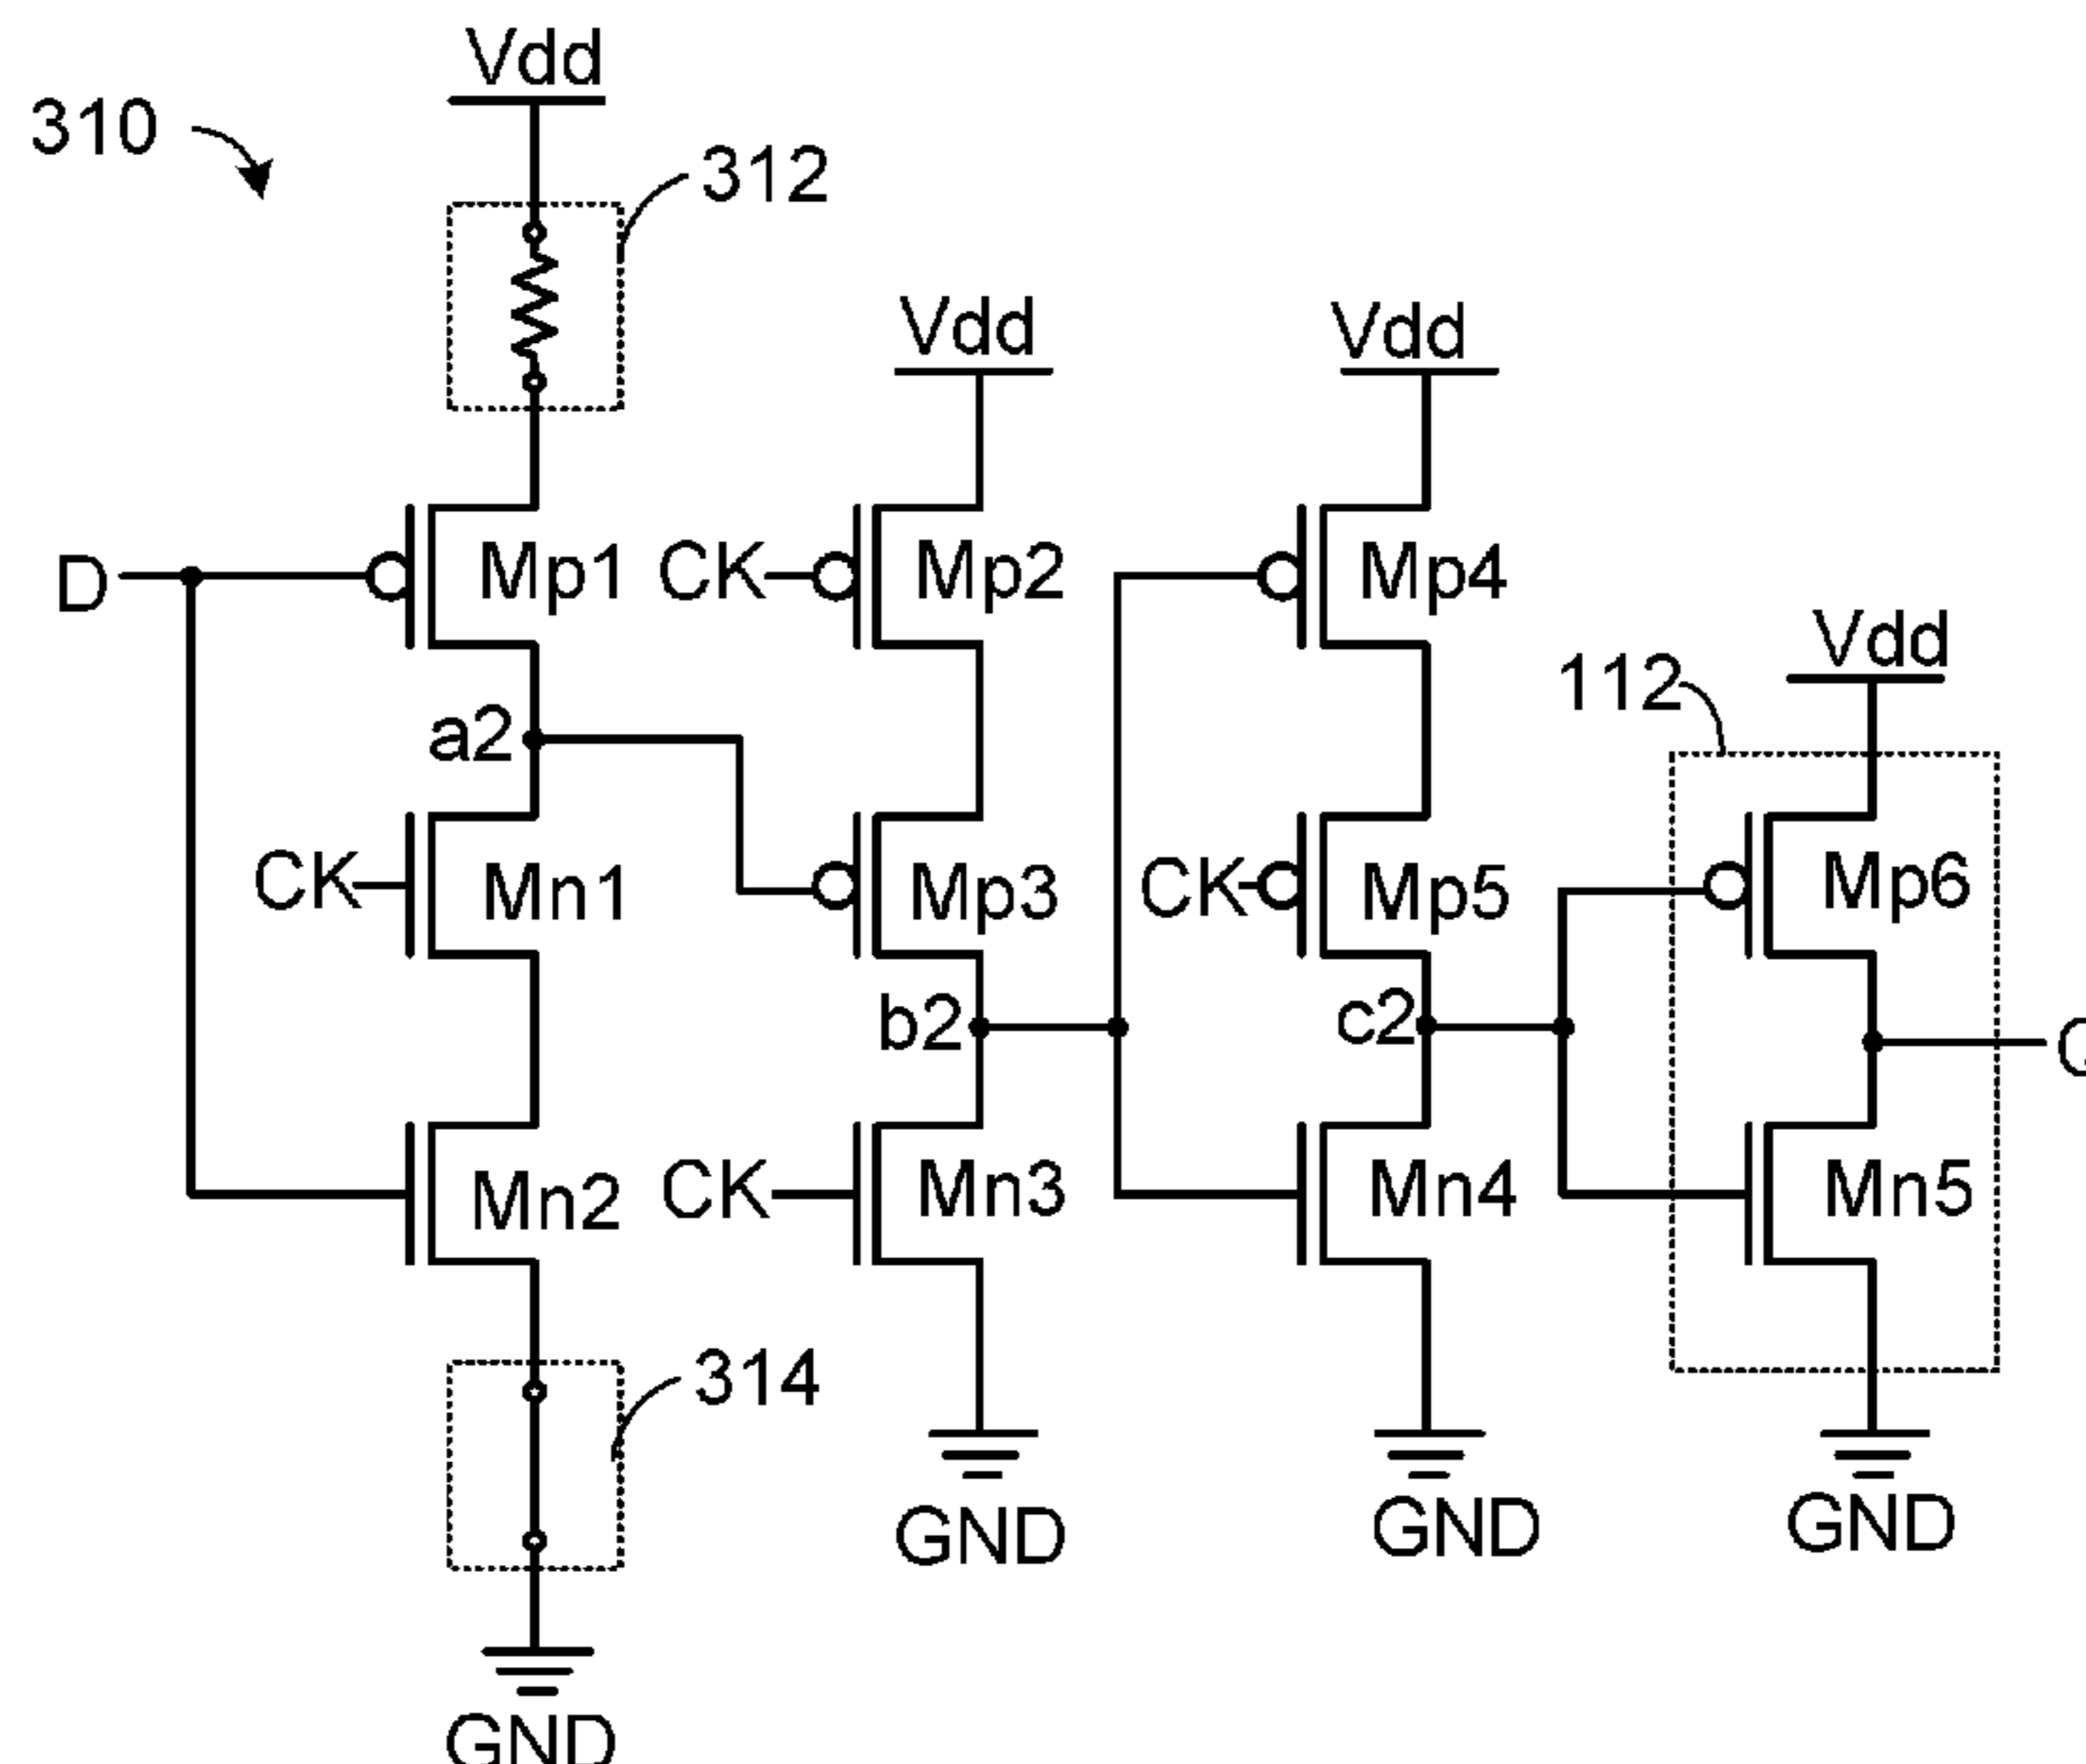 Vdd
310
312
Vdd
Vdd
D
Mp1
CK
Mp2
Mp4
Vdd
112
a2
CK
Mn1
Mp3
CK
Mp5
Mp6
b2
c2
Mn2
CK
Mn3
Mn4
Mn5
314
GND
GND
GND
GND